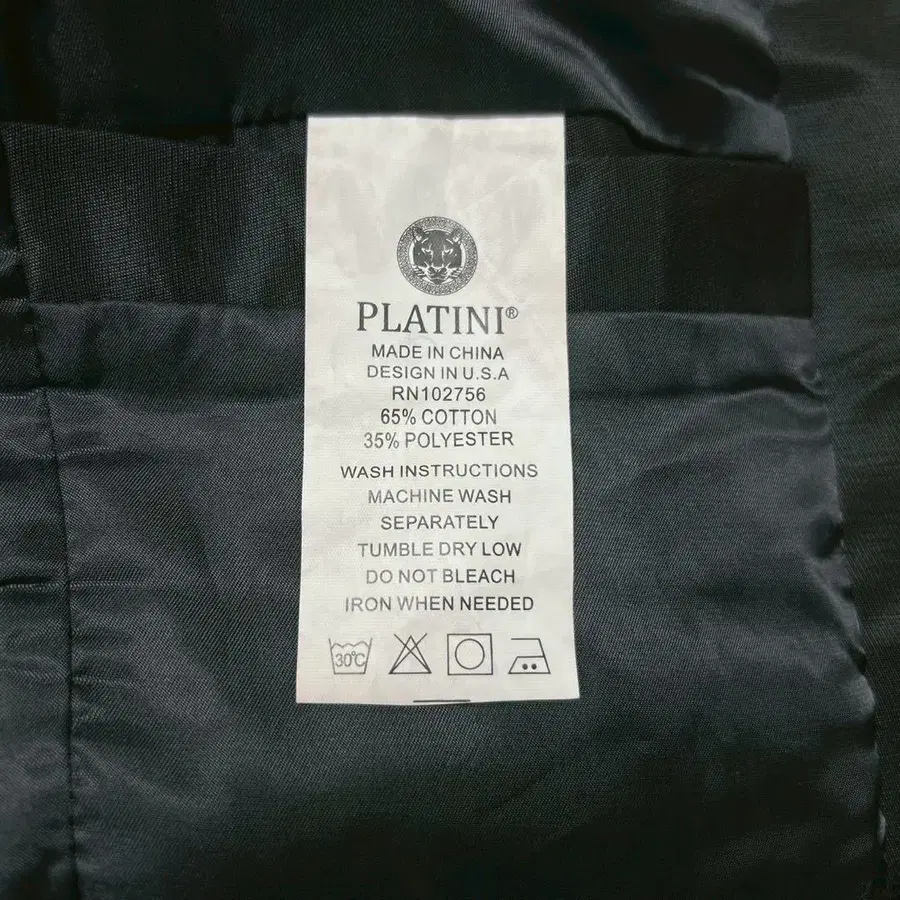 PLATINI®
MADE IN CHINA
DESIGN IN U.S.A
RN102756
65% COTTON
35% POLYESTER
WASH INSTRUCTIONS
MACHINE WASH
SEPARATELY
TUMBLE DRY LOW
DO NOT BLEACH
IRON WHEN NEEDED
30°C